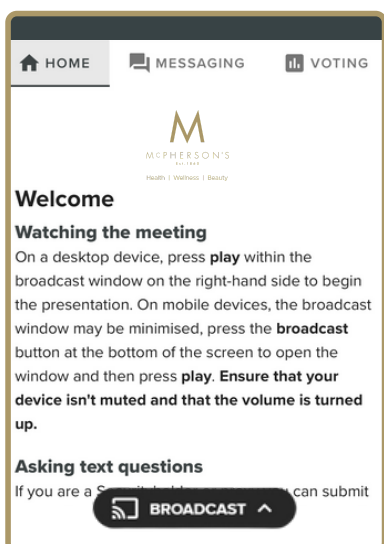 HOME MESSAGING VOTING
M
McPHERSON'S
Est. 1860
Health | Wellness | Beauty
Welcome
Watching the meeting
On a desktop device, press play within the
broadcast window on the right-hand side to begin
the presentation. On mobile devices, the broadcast
window may be minimised, press the broadcast
button at the bottom of the screen to open the
window and then press play. Ensure that your
device isn't muted and that the volume is turned
up.
Asking text questions
If you are a can submit
BROADCAST